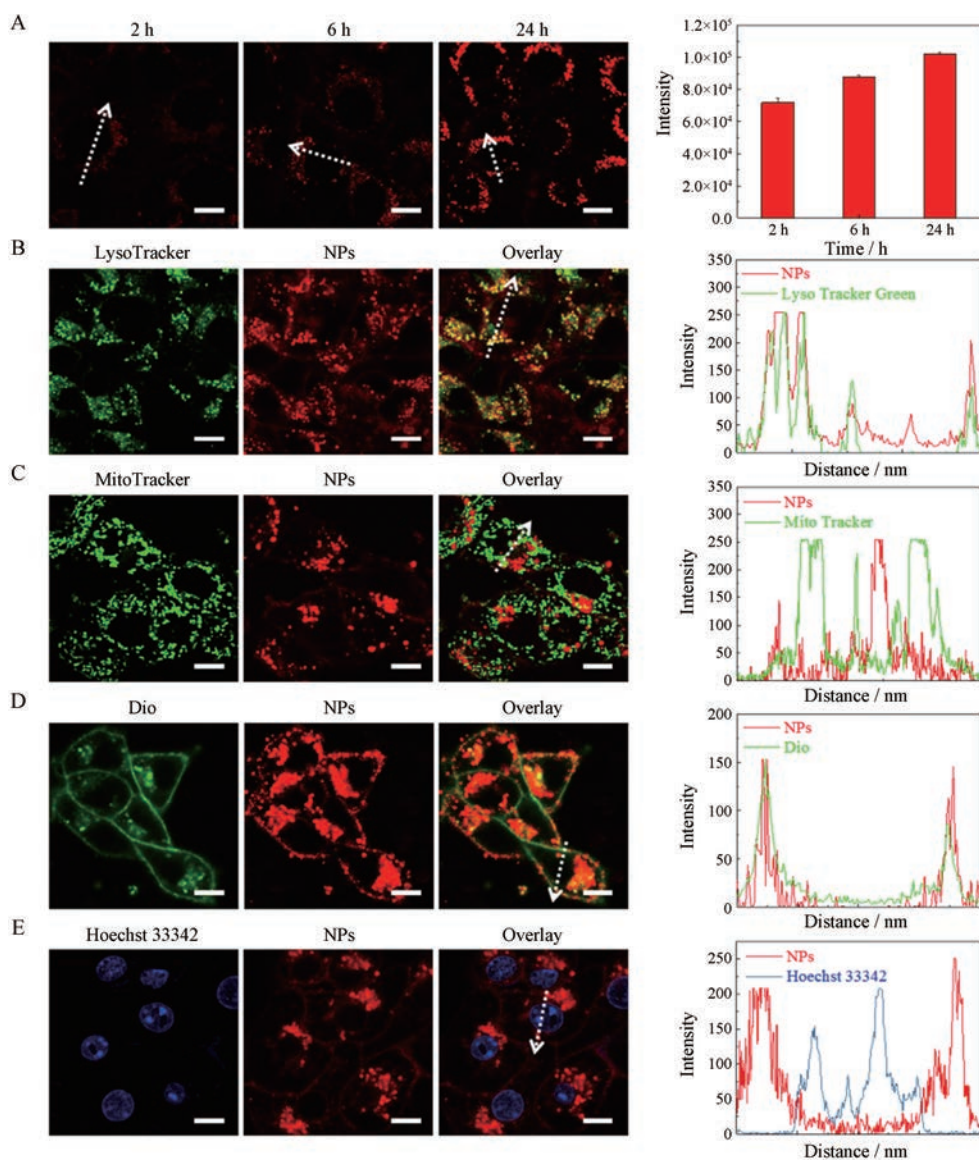 A
2 h 6 h 24 h
Intensity
1.2×10⁵
1.0×10⁵
8.0×10⁴
6.0×10⁴
4.0×10⁴
2.0×10⁴
0.0
2 h 6 h 24 h
Time / h
B
LysoTracker NPs Overlay
Intensity
350
300
250
200
150
100
50
0
NPs
Lyso Tracker Green
Distance / nm
C
MitoTracker NPs Overlay
Intensity
350
300
250
200
150
100
50
0
NPs
Mito Tracker
Distance / nm
D
Dio NPs Overlay
Intensity
200
150
100
50
0
NPs
Dio
Distance / nm
E
Hoechst 33342 NPs Overlay
Intensity
250
200
150
100
50
0
NPs
Hoechst 33342
Distance / nm